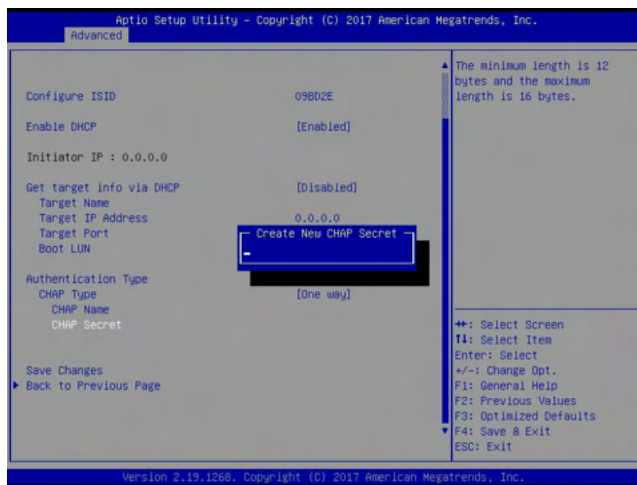 Aptio Setup Utility - Copyright (C) 2017 American Megatrends, Inc.
Advanced
Configure ISID 09BD2E
Enable DHCP [Enabled]
Initiator IP : 0.0.0.0
Get target info via DHCP [Disabled]
Target Name
Target IP Address 0.0.0.0
Target Port
Boot LUN
Create New CHAP Secret
Authentication Type
CHAP Type [One way]
CHAP Name
CHAP Secret
Save Changes
Back to Previous Page
The minimum length is 12
bytes and the maximum
length is 16 bytes.
→←: Select Screen
↑↓: Select Item
Enter: Select
+/-: Change Opt.
F1: General Help
F2: Previous Values
F3: Optimized Defaults
F4: Save & Exit
ESC: Exit
Version 2.19.1268. Copyright (C) 2017 American Megatrends, Inc.